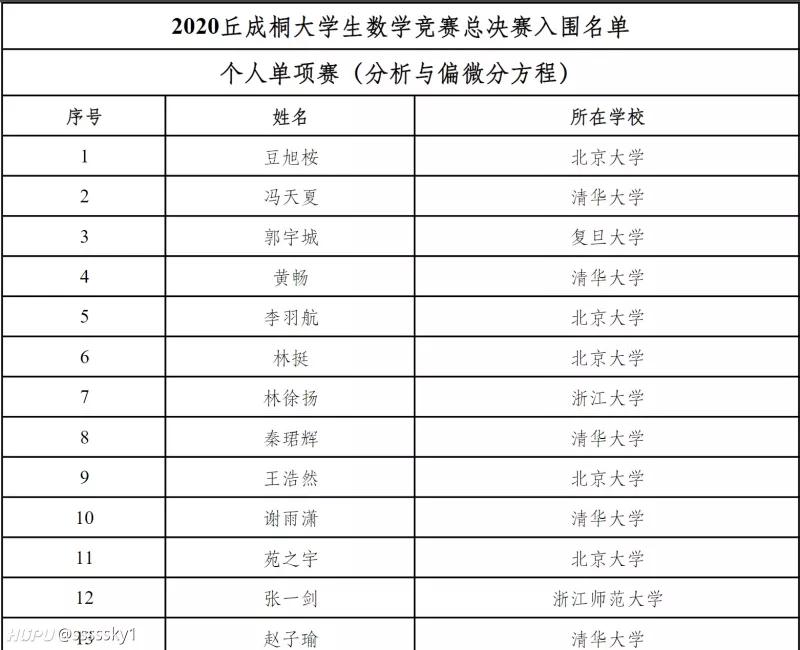 2020丘成桐大学生数学竞赛总决赛入围名单
个人单项赛（分析与偏微分方程）
序号 姓名 所在学校
1 豆旭桉 北京大学
2 冯天夏 清华大学
3 郭宇城 复旦大学
4 黄畅 清华大学
5 李羽航 北京大学
6 林挺 北京大学
7 林徐扬 浙江大学
8 秦珺辉 清华大学
9 王浩然 北京大学
10 谢雨潇 清华大学
11 苑之宇 北京大学
12 张一剑 浙江师范大学
13 赵子瑜 清华大学
HUPU @sssssky1